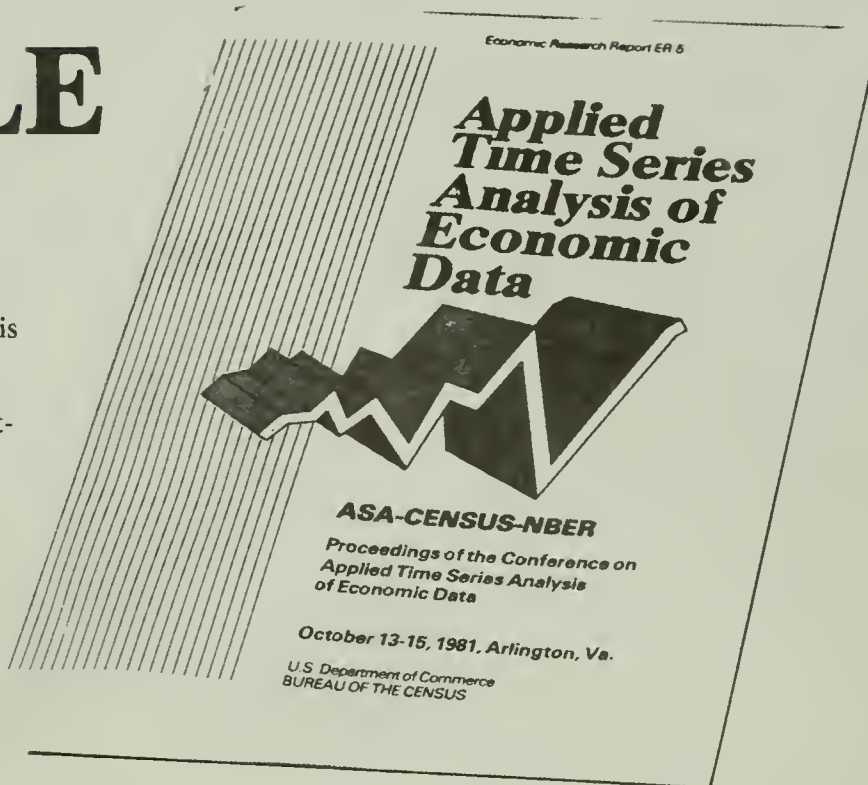 LE
is
t-
Economic Research Report ER 5
Applied
Time Series
Analysis of
Economic
Data
ASA-CENSUS-NBER
Proceedings of the Conference on
Applied Time Series Analysis
of Economic Data
October 13-15, 1981, Arlington, Va.
U.S. Department of Commerce
BUREAU OF THE CENSUS